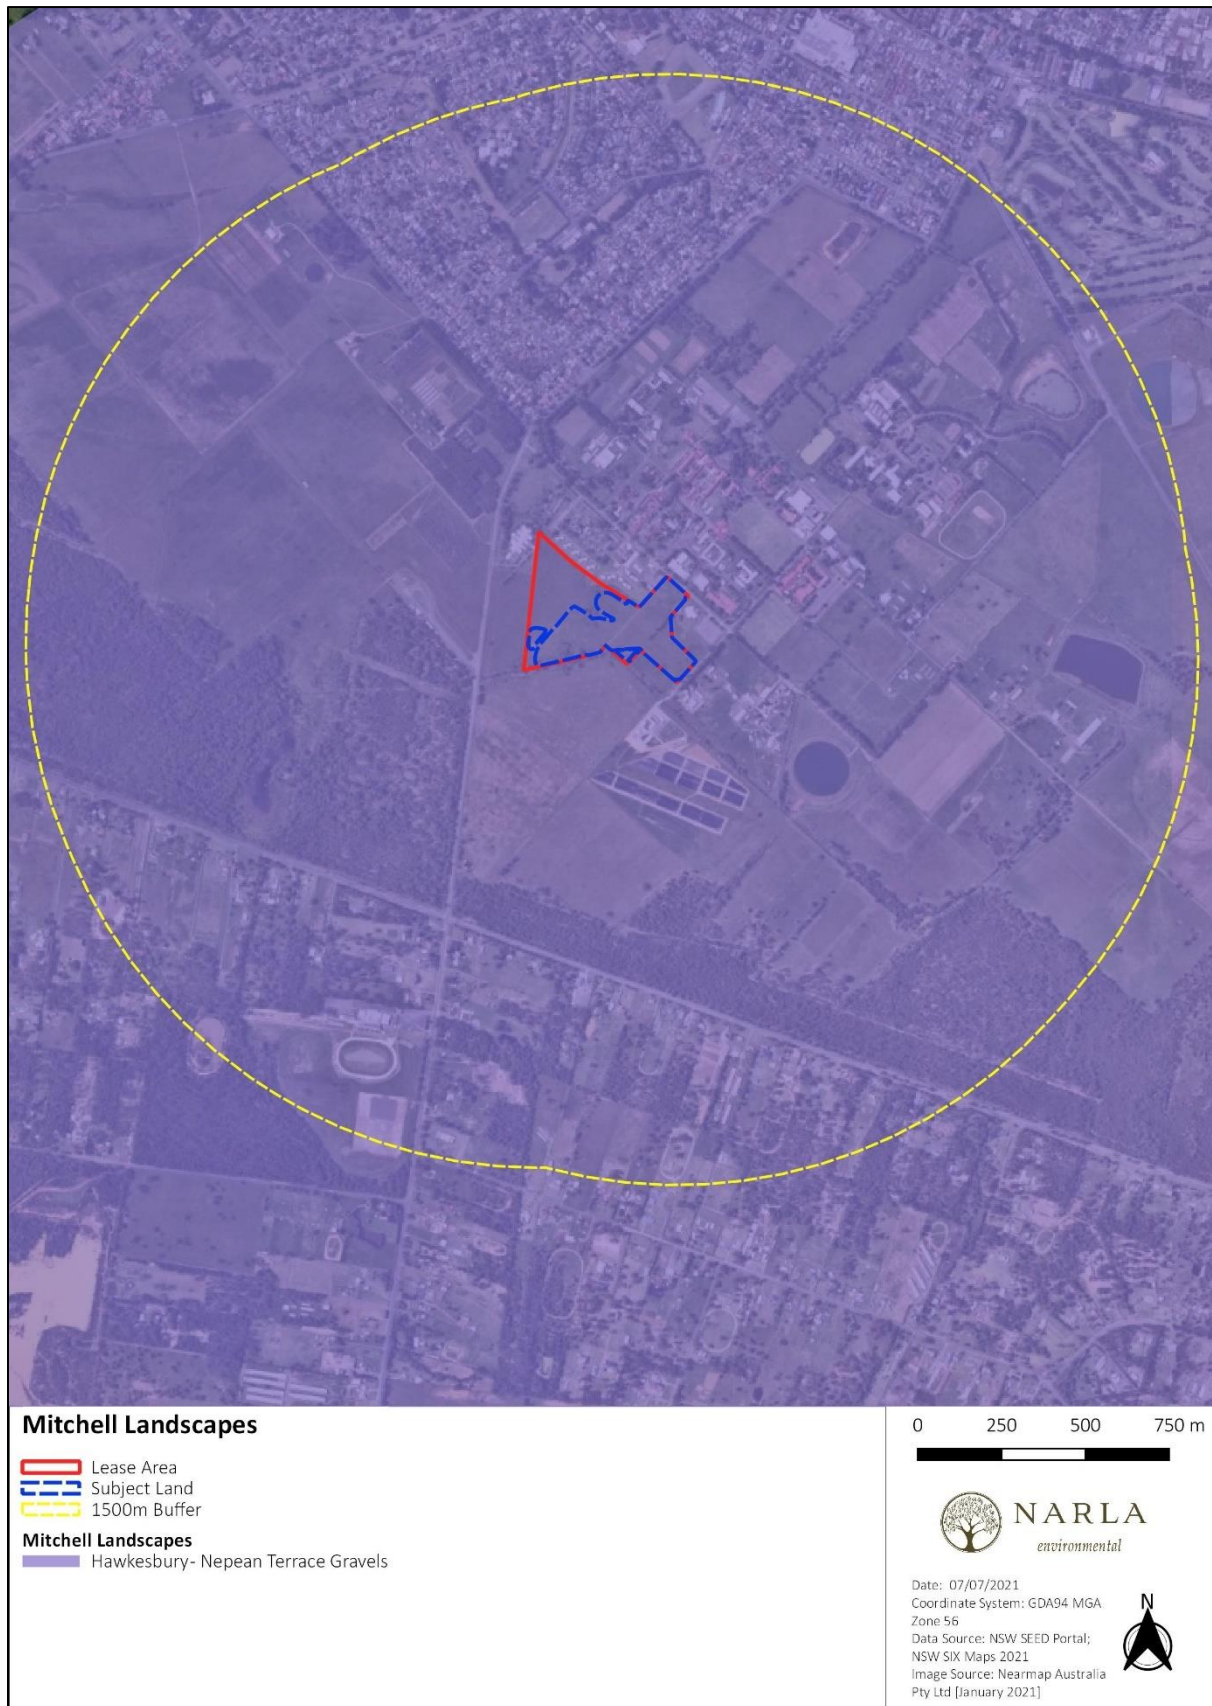 Mitchell Landscapes
Lease Area
Subject Land
1500m Buffer
Mitchell Landscapes
Hawkesbury- Nepean Terrace Gravels
0 250 500 750 m
NARLA
environmental
Date: 07/07/2021
Coordinate System: GDA94 MGA
Zone 56
Data Source: NSW SEED Portal;
NSW SIX Maps 2021
Image Source: Nearmap Australia
Pty Ltd [January 2021]
N